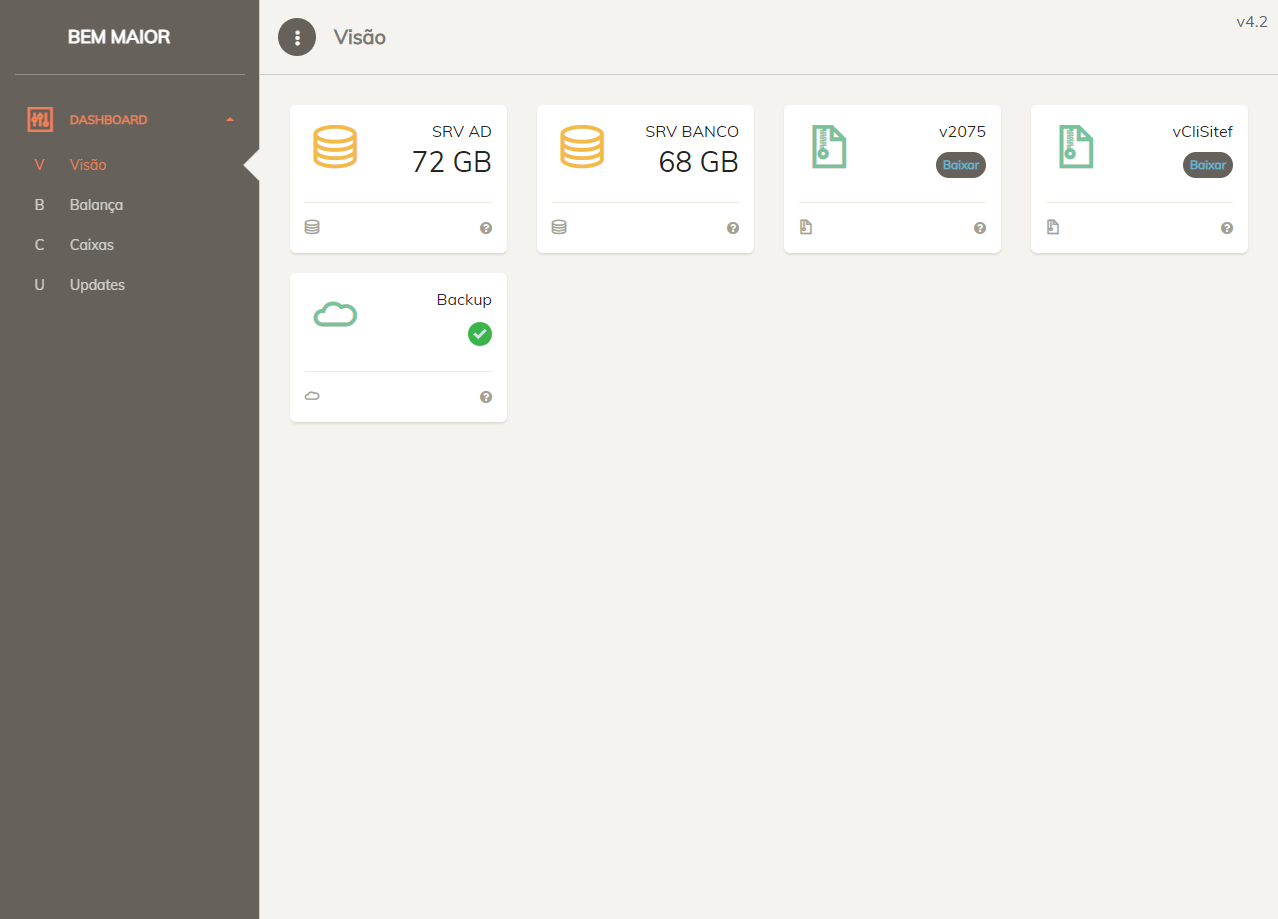 BEM MAIOR
DASHBOARD
V Visão
B Balança
C Caixas
U Updates
Visão
v4.2
SRV AD
72 GB
SRV BANCO
68 GB
v2075
Baixar
vCliSitef
Baixar
Backup